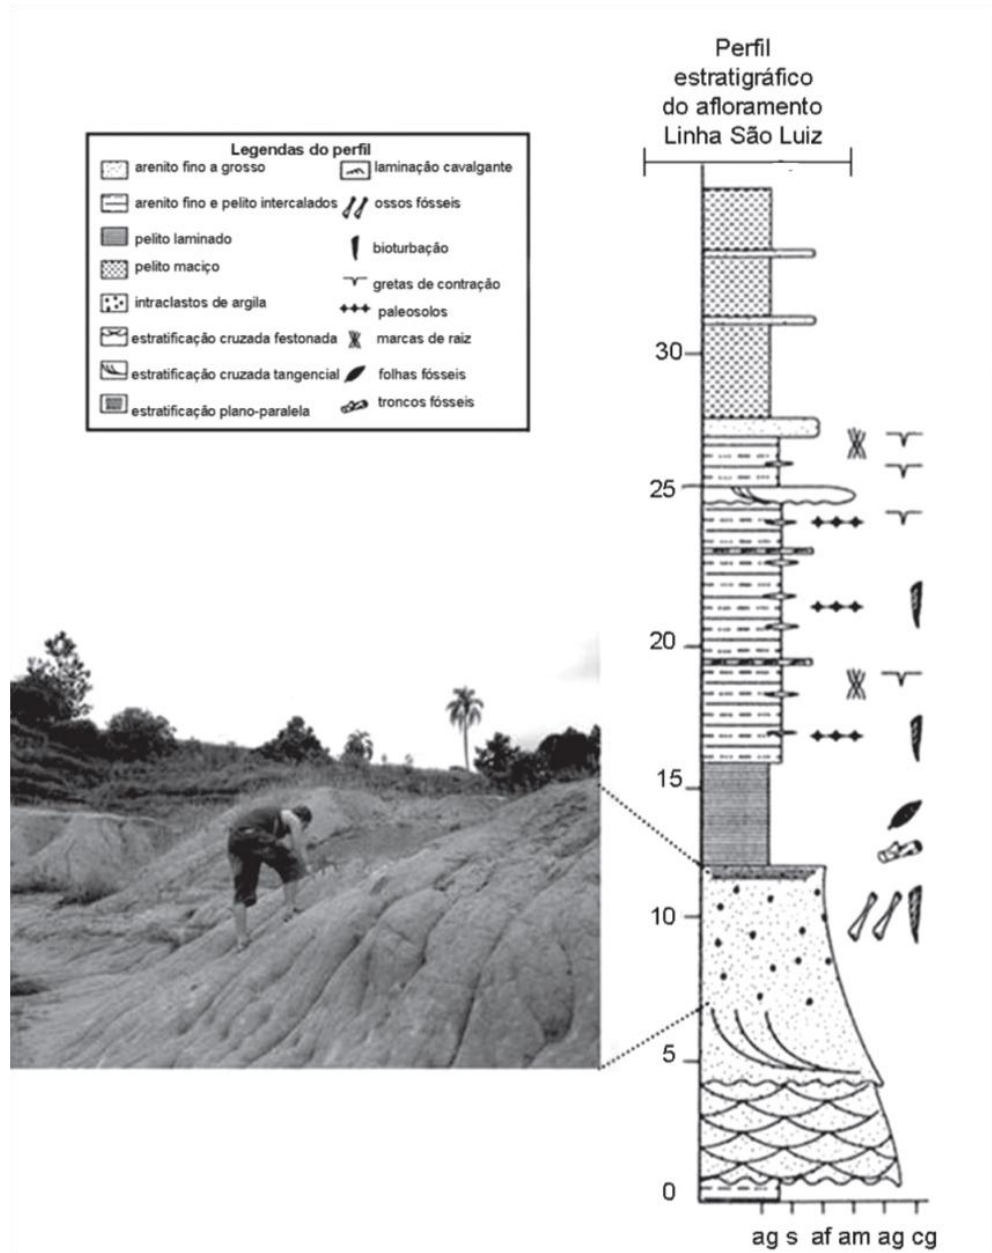 Perfil
estratigráfico
do afloramento
Linha São Luiz
Legendas do perfil
arenito fino a grosso
arenito fino e pelito intercalados
pelito laminado
pelito maciço
intraclastos de argila
estratificação cruzada festonada
estratificação cruzada tangencial
estratificação plano-paralela
laminação cavalgante
ossos fósseis
bioturbação
gretas de contração
paleosolos
marcas de raiz
folhas fósseis
troncos fósseis
30
25
20
15
10
5
0
ag s af am ag cg